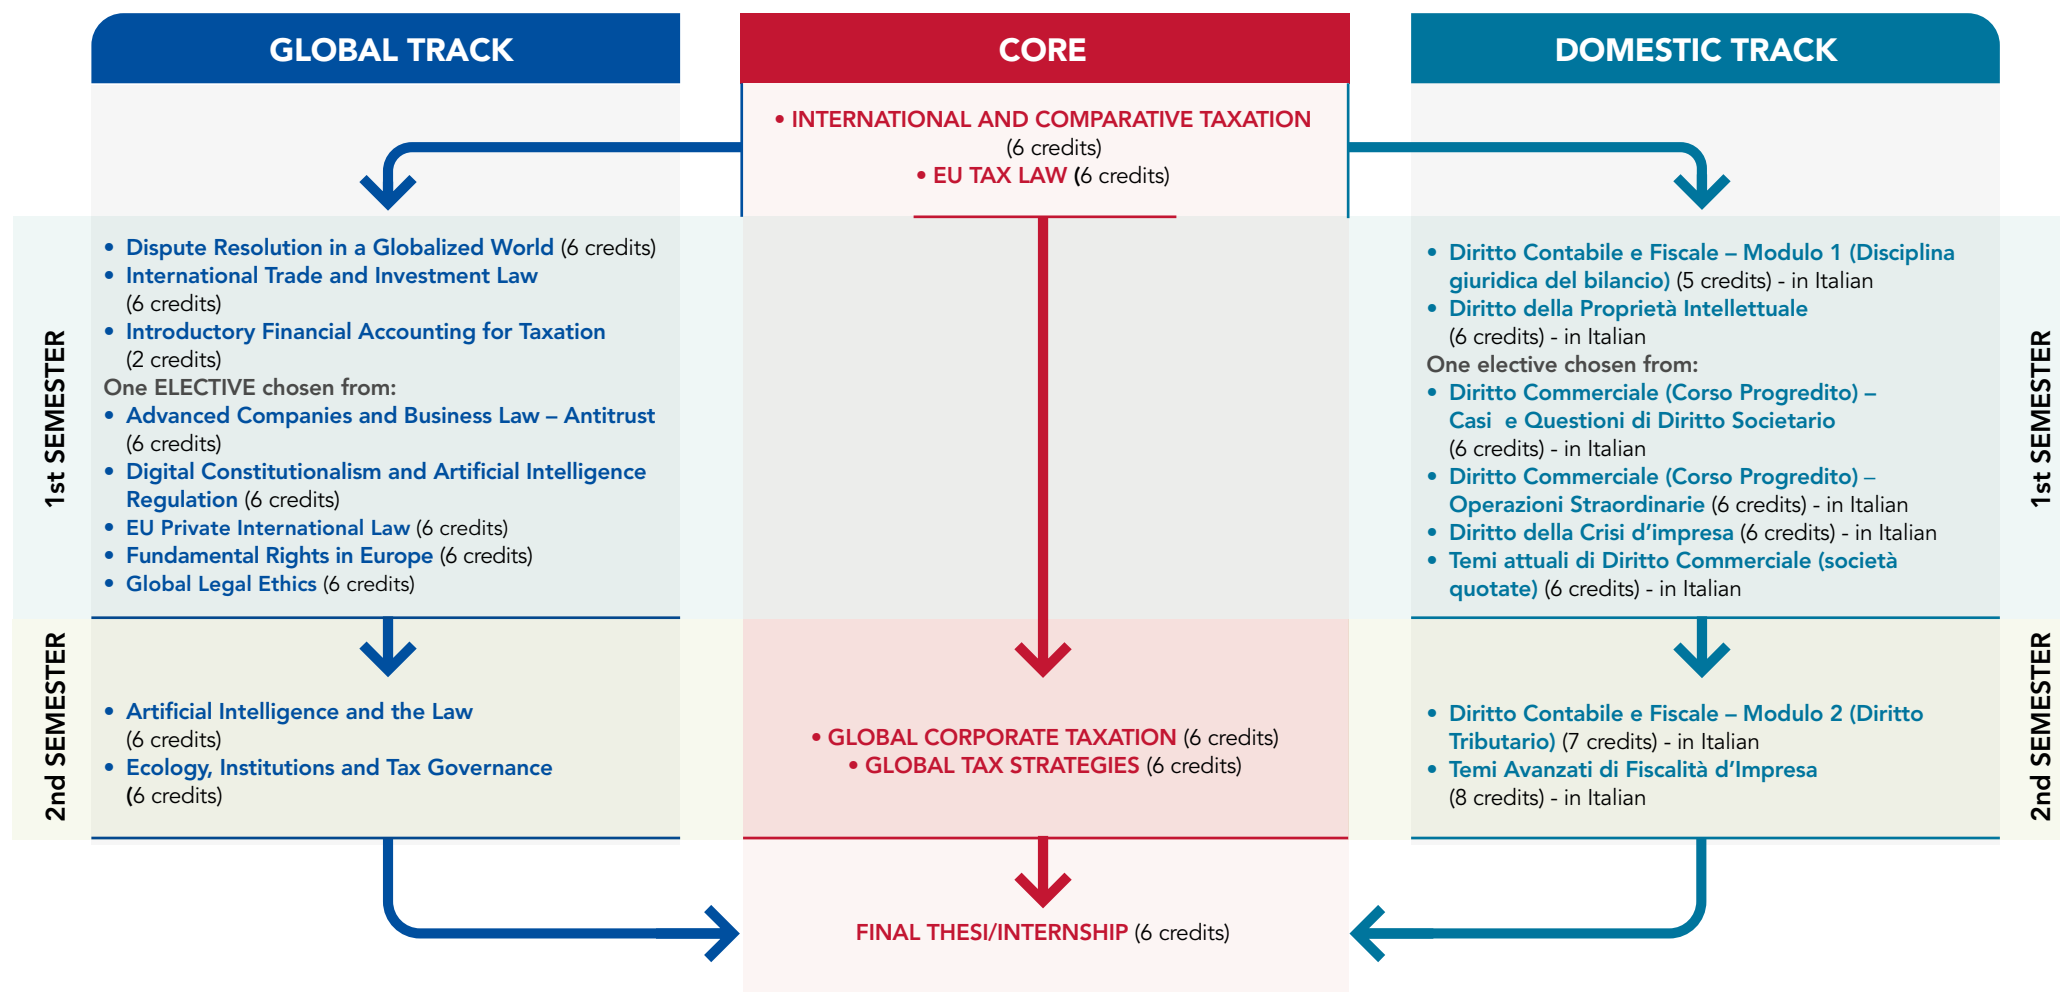 GLOBAL TRACK
1st SEMESTER
• Dispute Resolution in a Globalized World (6 credits)
• International Trade and Investment Law
(6 credits)
• Introductory Financial Accounting for Taxation
(2 credits)
One ELECTIVE chosen from:
• Advanced Companies and Business Law – Antitrust
(6 credits)
• Digital Constitutionalism and Artificial Intelligence
Regulation (6 credits)
• EU Private International Law (6 credits)
• Fundamental Rights in Europe (6 credits)
• Global Legal Ethics (6 credits)
2nd SEMESTER
• Artificial Intelligence and the Law
(6 credits)
• Ecology, Institutions and Tax Governance
(6 credits)
CORE
• INTERNATIONAL AND COMPARATIVE TAXATION
(6 credits)
• EU TAX LAW (6 credits)
• GLOBAL CORPORATE TAXATION (6 credits)
• GLOBAL TAX STRATEGIES (6 credits)
FINAL THESI/INTERNSHIP (6 credits)
DOMESTIC TRACK
• Diritto Contabile e Fiscale – Modulo 1 (Disciplina
giuridica del bilancio) (5 credits) - in Italian
• Diritto della Proprietà Intellettuale
(6 credits) - in Italian
One elective chosen from:
• Diritto Commerciale (Corso Progredito) –
Casi e Questioni di Diritto Societario
(6 credits) - in Italian
• Diritto Commerciale (Corso Progredito) –
Operazioni Straordinarie (6 credits) - in Italian
• Diritto della Crisi d’impresa (6 credits) - in Italian
• Temi attuali di Diritto Commerciale (società
quotate) (6 credits) - in Italian
1st SEMESTER
• Diritto Contabile e Fiscale – Modulo 2 (Diritto
Tributario) (7 credits) - in Italian
• Temi Avanzati di Fiscalità d’Impresa
(8 credits) - in Italian
2nd SEMESTER